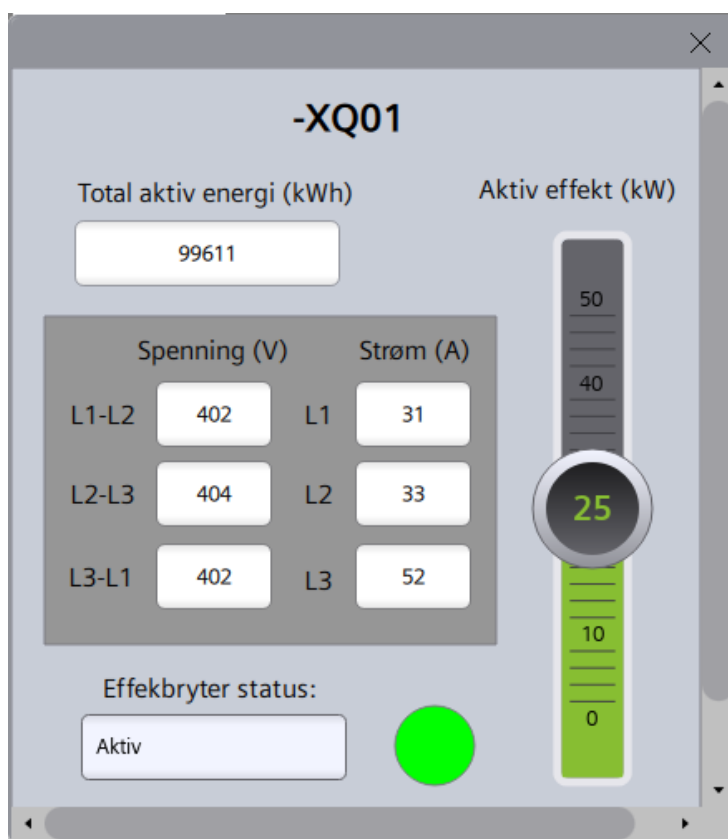 -XQ01
Total aktiv energi (kWh)
99611
Aktiv effekt (kW)
Spenning (V) Strøm (A)
L1-L2 402 L1 31
L2-L3 404 L2 33
L3-L1 402 L3 52
50
40
25
10
0
Effekbryter status:
Aktiv